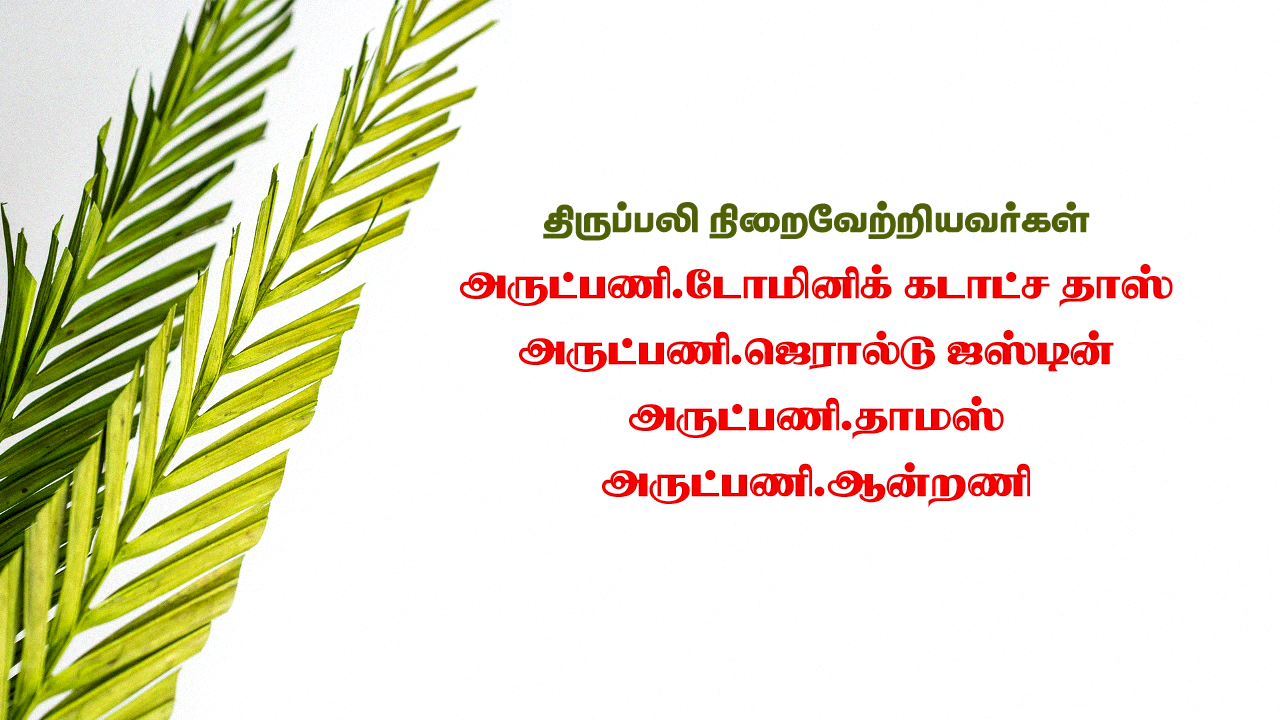 திருப்பலி நிறைவேற்றியவர்கள்
அருட்பணி.டோமினிக் கடாட்ச தாஸ்
அருட்பணி.ஜெரால்டு ஜஸ்டின்
அருட்பணி.தாமஸ்
அருட்பணி.ஆன்றணி